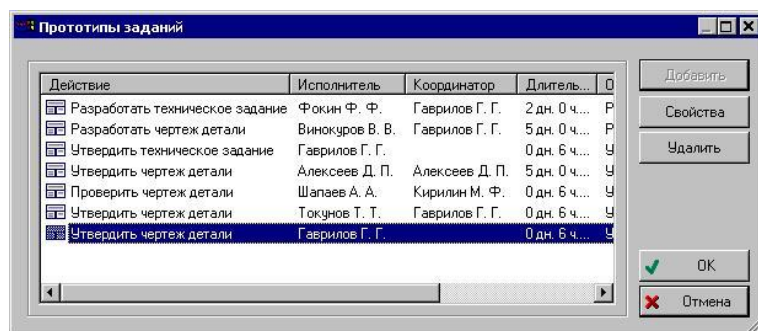 Прототипы заданий
Действие Исполнитель Координатор Длитель... О
Разработать техническое задание Фокин Ф. Ф. Гаврилов Г. Г. 2 дн. 0 ч.... Р
Разработать чертеж детали Винокуров В. В. Гаврилов Г. Г. 5 дн. 0 ч.... Р
Утвердить техническое задание Гаврилов Г. Г. 0 дн. 6 ч.... У
Утвердить чертеж детали Алексеев Д. П. Алексеев Д. П. 5 дн. 0 ч.... У
Проверить чертеж детали Шапаев А. А. Кирилин М. Ф. 0 дн. 6 ч.... У
Утвердить чертеж детали Токунов Т. Т. Гаврилов Г. Г. 0 дн. 6 ч.... У
Утвердить чертеж детали Гаврилов Г. Г. 0 дн. 6 ч.... У
Добавить
Свойства
Удалить
OK
Отмена